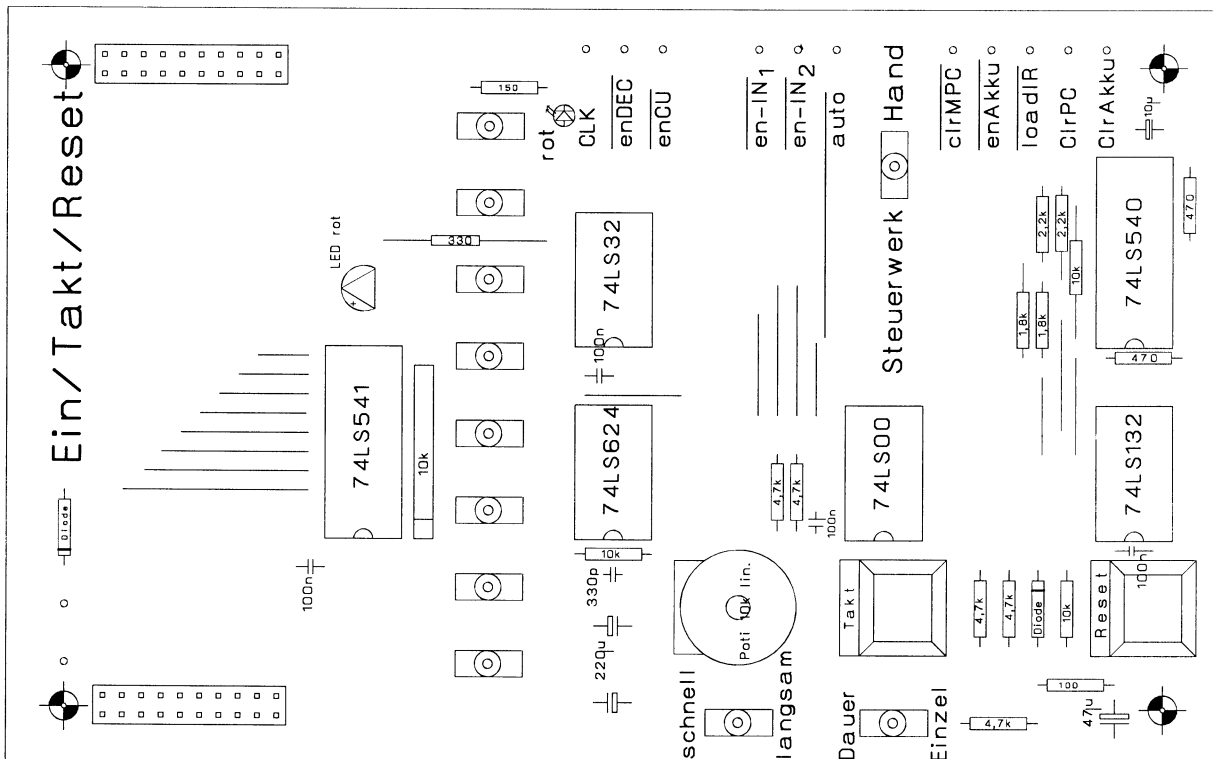 Ein/Takt/Reset
Diode
100n
LED rot
74LS541
10k
150
rot
330
CLK
enDEC
enCU
74LS32
100n
74LS624
10k
330p
220µ
en-IN1
en-IN2
auto
4,7k
4,7k
100n
Poti 10k lin.
schnell
langsam
Steuerwerk
Hand
74LS00
Takt
Dauer
Einzel
clrMPC
enAkku
loadIR
ClrPC
ClrAkku
10µ
2,2k
2,2k
10k
1,8k
1,8k
74LS540
470
470
74LS132
100n
4,7k
4,7k
Diode
10k
Reset
100
4,7k
47µ